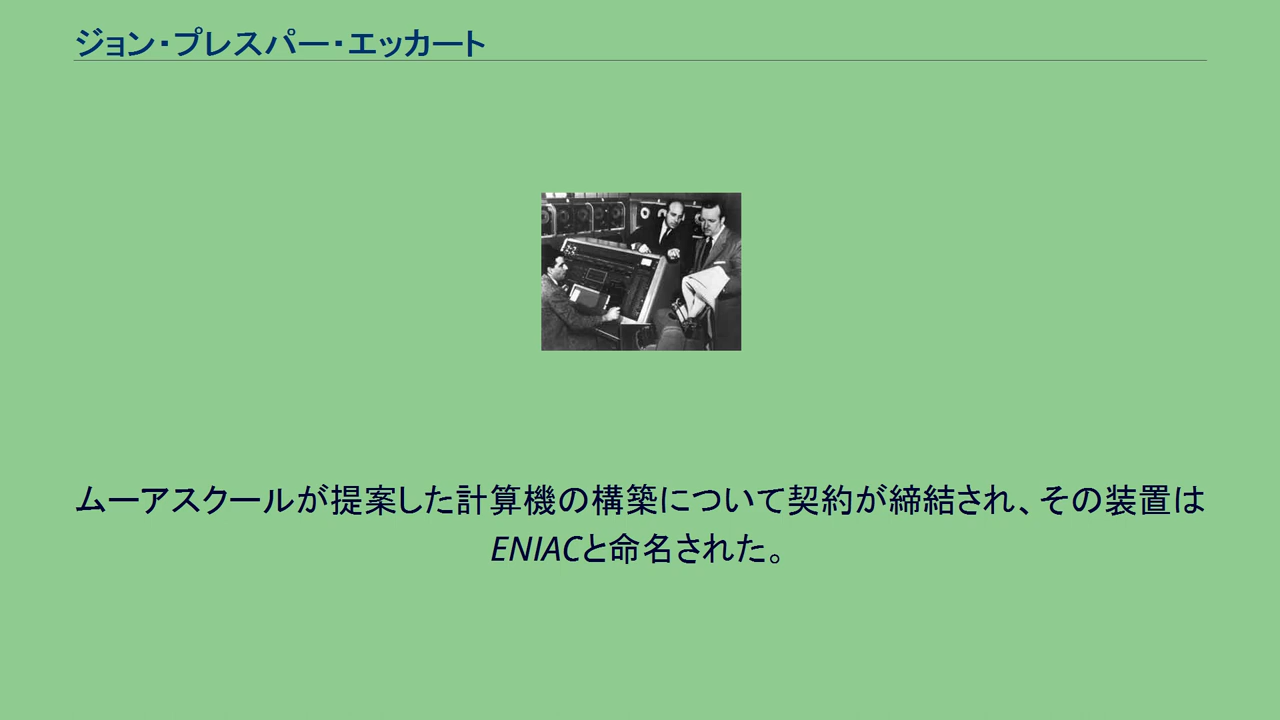 ジョン・プレスパー・エッカート
ムーアスクールが提案した計算機の構築について契約が締結され、その装置は
ENIACと命名された。